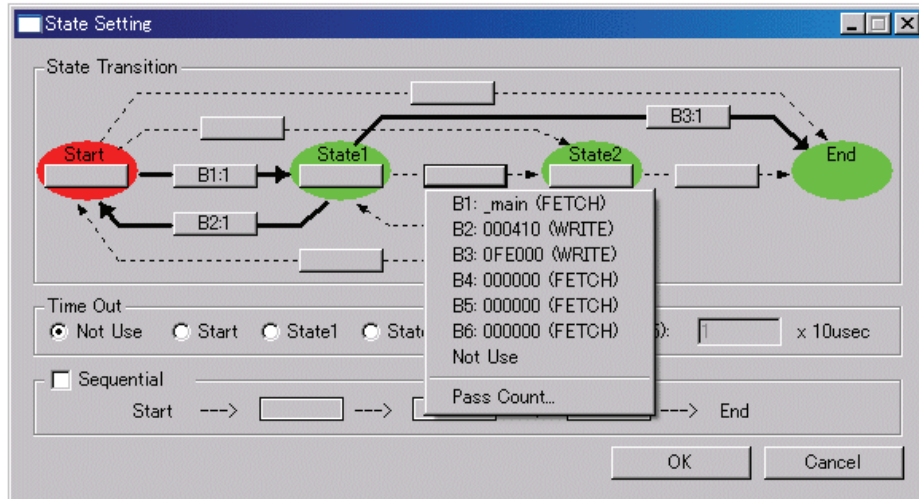 State Setting
State Transition
B3:1
Start
State1
State2
End
B1:1
B2:1
B1: _main (FETCH)
B2: 000410 (WRITE)
B3: 0FE000 (WRITE)
B4: 000000 (FETCH)
B5: 000000 (FETCH)
B6: 000000 (FETCH)
Not Use
Pass Count...
Time Out
Not Use Start State1 1 x 10usec
Sequential
Start ---> ---> ---> End
OK Cancel